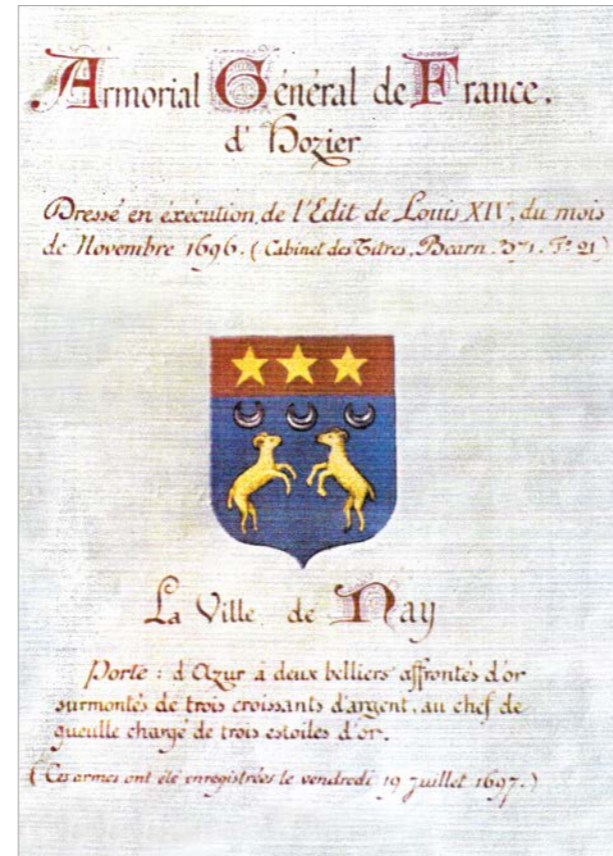 Armorial Général de France.
d'Hozier
Dressé en éxécution, de l'Edit de Louis XIV, du mois
de Novembre 1696. (Cabinet des Titres, Bearn. 21)
La Ville de Nay
Porte : d'Azur à deux belliers affrontés d'or
surmontés de trois croissants d'argent, au chef de
gueulle chargé de trois estoiles d'or.
(Ces armes ont été enregistrées le vendredi 19 Juillet 1697.)